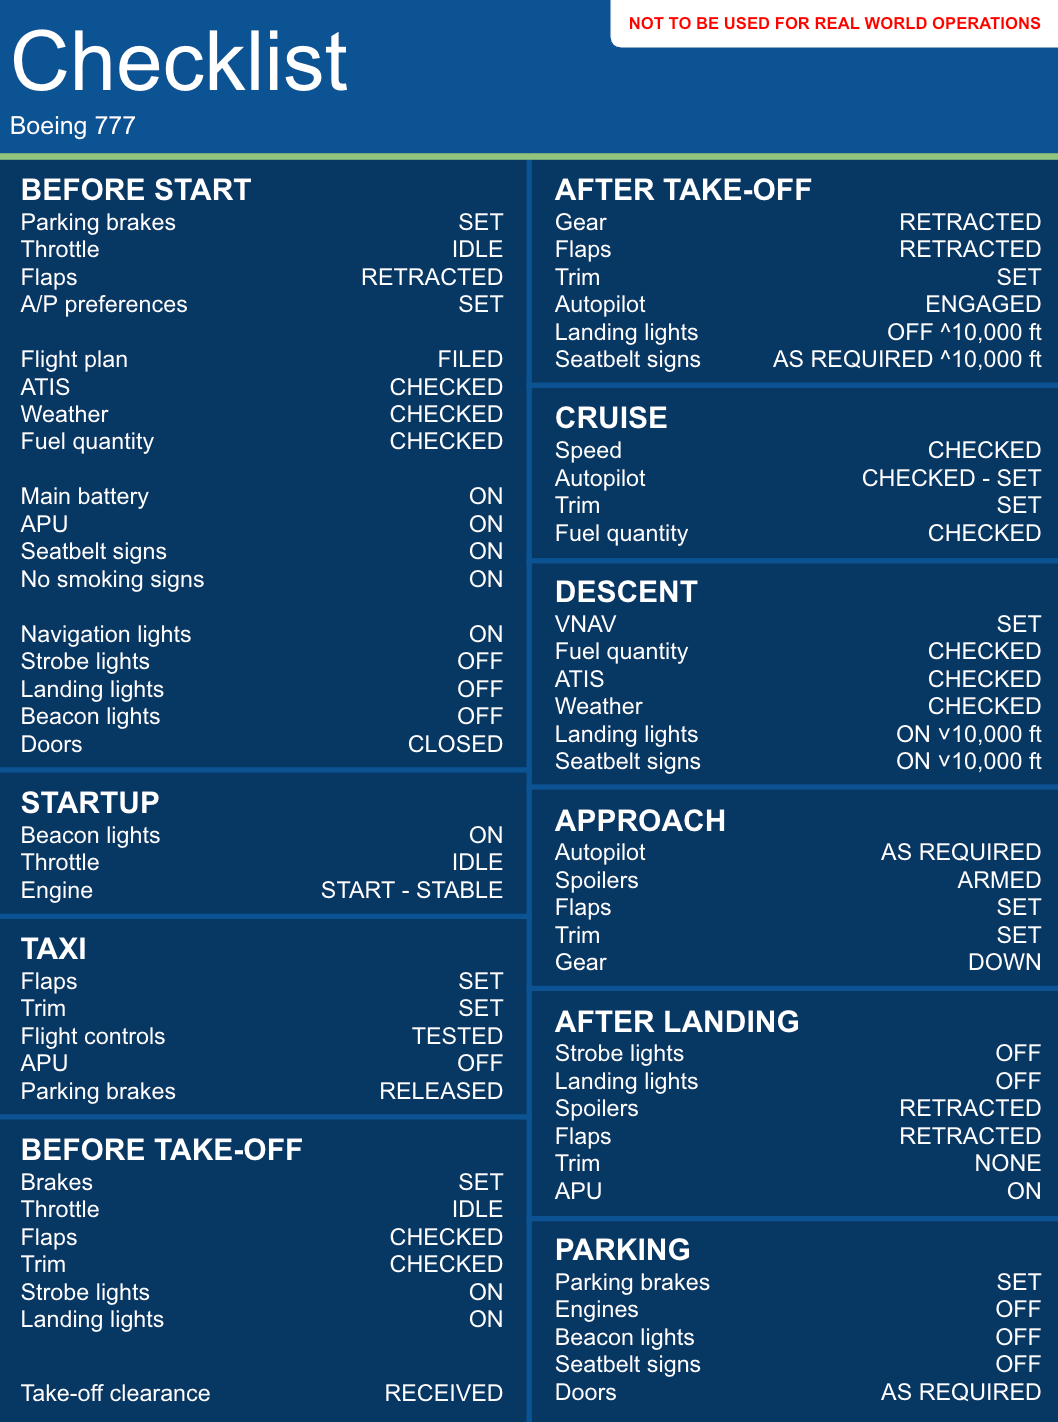 NOT TO BE USED FOR REAL WORLD OPERATIONS
Checklist
Boeing 777
BEFORE START
Parking brakes SET
Throttle IDLE
Flaps RETRACTED
A/P preferences SET
Flight plan FILED
ATIS CHECKED
Weather CHECKED
Fuel quantity CHECKED
Main battery ON
APU ON
Seatbelt signs ON
No smoking signs ON
Navigation lights ON
Strobe lights OFF
Landing lights OFF
Beacon lights OFF
Doors CLOSED
STARTUP
Beacon lights ON
Throttle IDLE
Engine START - STABLE
TAXI
Flaps SET
Trim SET
Flight controls TESTED
APU OFF
Parking brakes RELEASED
BEFORE TAKE-OFF
Brakes SET
Throttle IDLE
Flaps CHECKED
Trim CHECKED
Strobe lights ON
Landing lights ON
Take-off clearance RECEIVED
AFTER TAKE-OFF
Gear RETRACTED
Flaps RETRACTED
Trim SET
Autopilot ENGAGED
Landing lights OFF ^10,000 ft
Seatbelt signs AS REQUIRED ^10,000 ft
CRUISE
Speed CHECKED
Autopilot CHECKED - SET
Trim SET
Fuel quantity CHECKED
DESCENT
VNAV SET
Fuel quantity CHECKED
ATIS CHECKED
Weather CHECKED
Landing lights ON ˅10,000 ft
Seatbelt signs ON ˅10,000 ft
APPROACH
Autopilot AS REQUIRED
Spoilers ARMED
Flaps SET
Trim SET
Gear DOWN
AFTER LANDING
Strobe lights OFF
Landing lights OFF
Spoilers RETRACTED
Flaps RETRACTED
Trim NONE
APU ON
PARKING
Parking brakes SET
Engines OFF
Beacon lights OFF
Seatbelt signs OFF
Doors AS REQUIRED